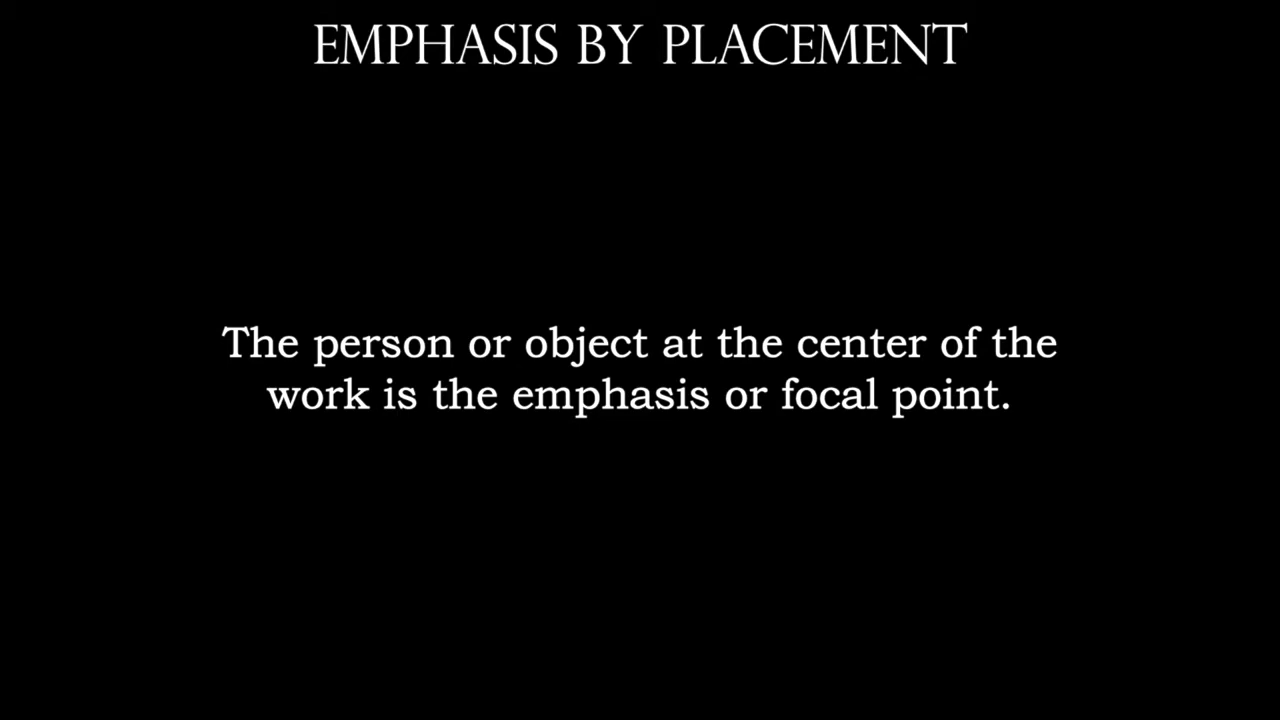 EMPHASIS BY PLACEMENT
The person or object at the center of the
work is the emphasis or focal point.